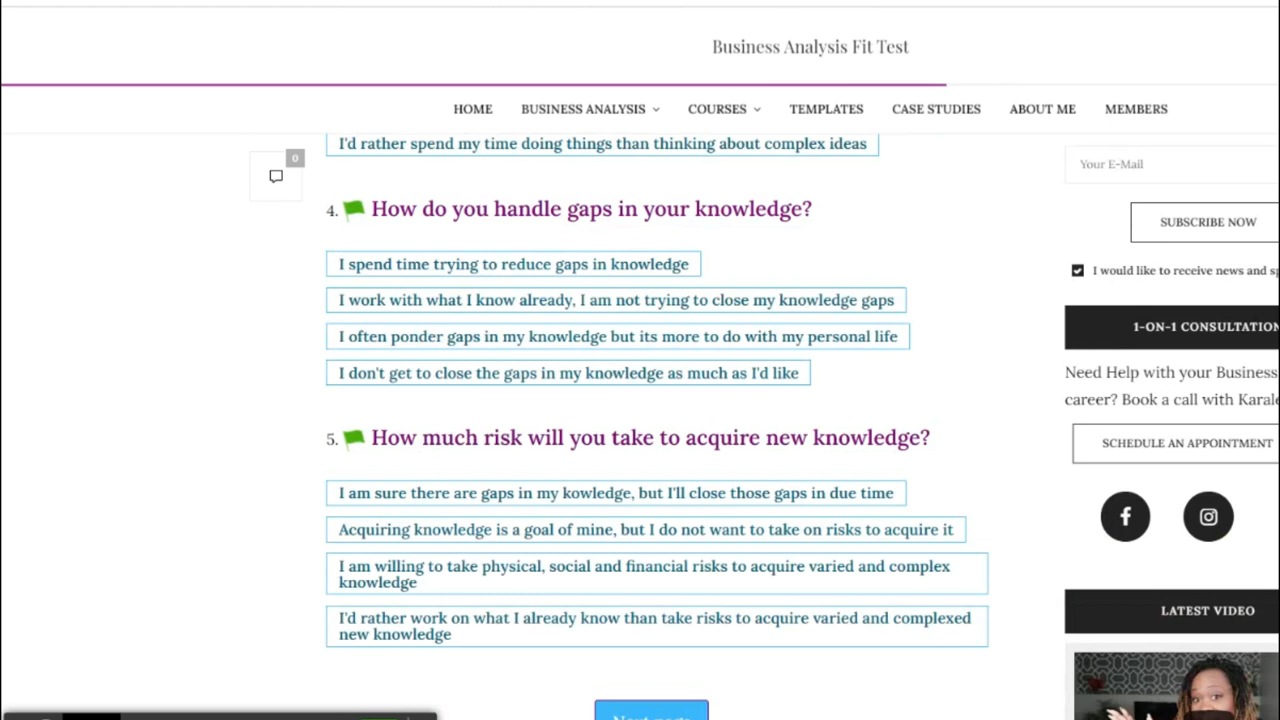 Business Analysis Fit Test
HOME BUSINESS ANALYSIS COURSES TEMPLATES CASE STUDIES ABOUT ME MEMBERS
I'd rather spend my time doing things than thinking about complex ideas
0
4. How do you handle gaps in your knowledge?
I spend time trying to reduce gaps in knowledge
I work with what I know already, I am not trying to close my knowledge gaps
I often ponder gaps in my knowledge but its more to do with my personal life
I don't get to close the gaps in my knowledge as much as I'd like
5. How much risk will you take to acquire new knowledge?
I am sure there are gaps in my kowledge, but I'll close those gaps in due time
Acquiring knowledge is a goal of mine, but I do not want to take on risks to acquire it
I am willing to take physical, social and financial risks to acquire varied and complex
knowledge
I'd rather work on what I already know than take risks to acquire varied and complexed
new knowledge
Next page
Your E-Mail
SUBSCRIBE NOW
I would like to receive news and
1-ON-1 CONSULTATION
Need Help with your Business
career? Book a call with
SCHEDULE AN APPOINTMENT
LATEST VIDEO